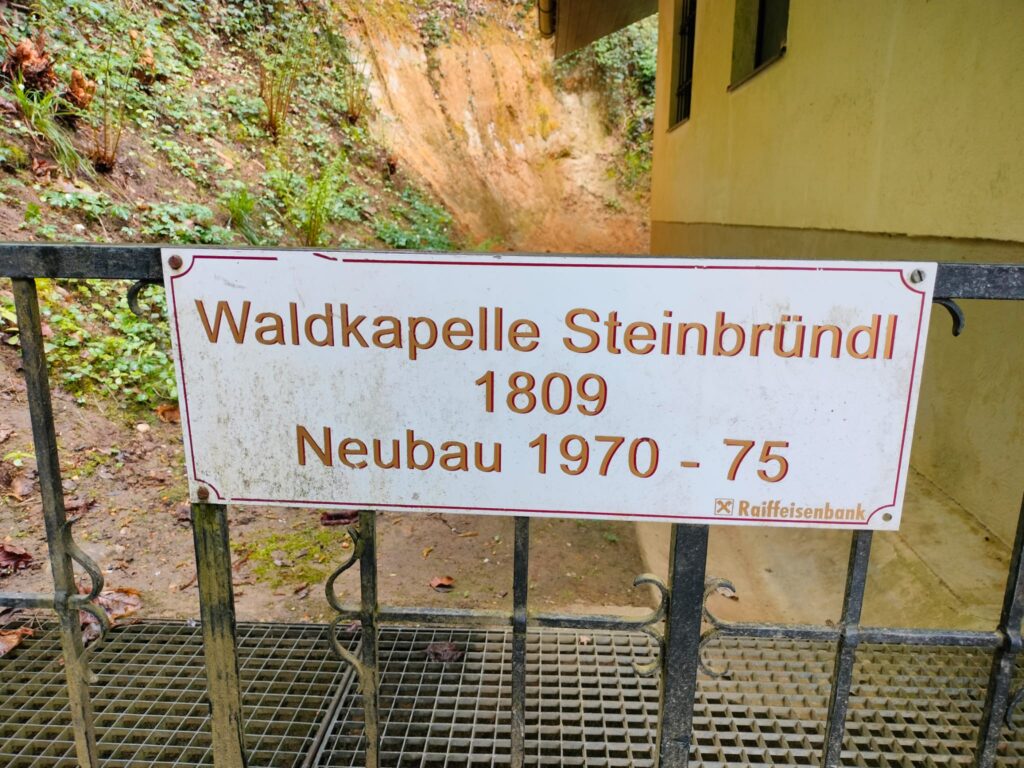 Waldkapelle Steinbründl
1809
Neubau 1970 - 75
Raiffeisenbank